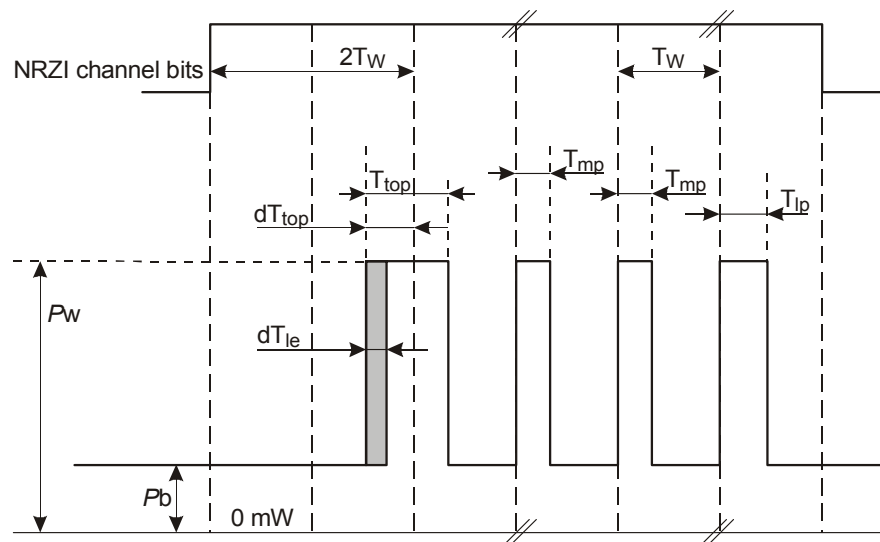 NRZI channel bits
2TW
TW
Ttop
Tmp
Tmp
Tlp
dTtop
Pw
dTle
Pb
0 mW